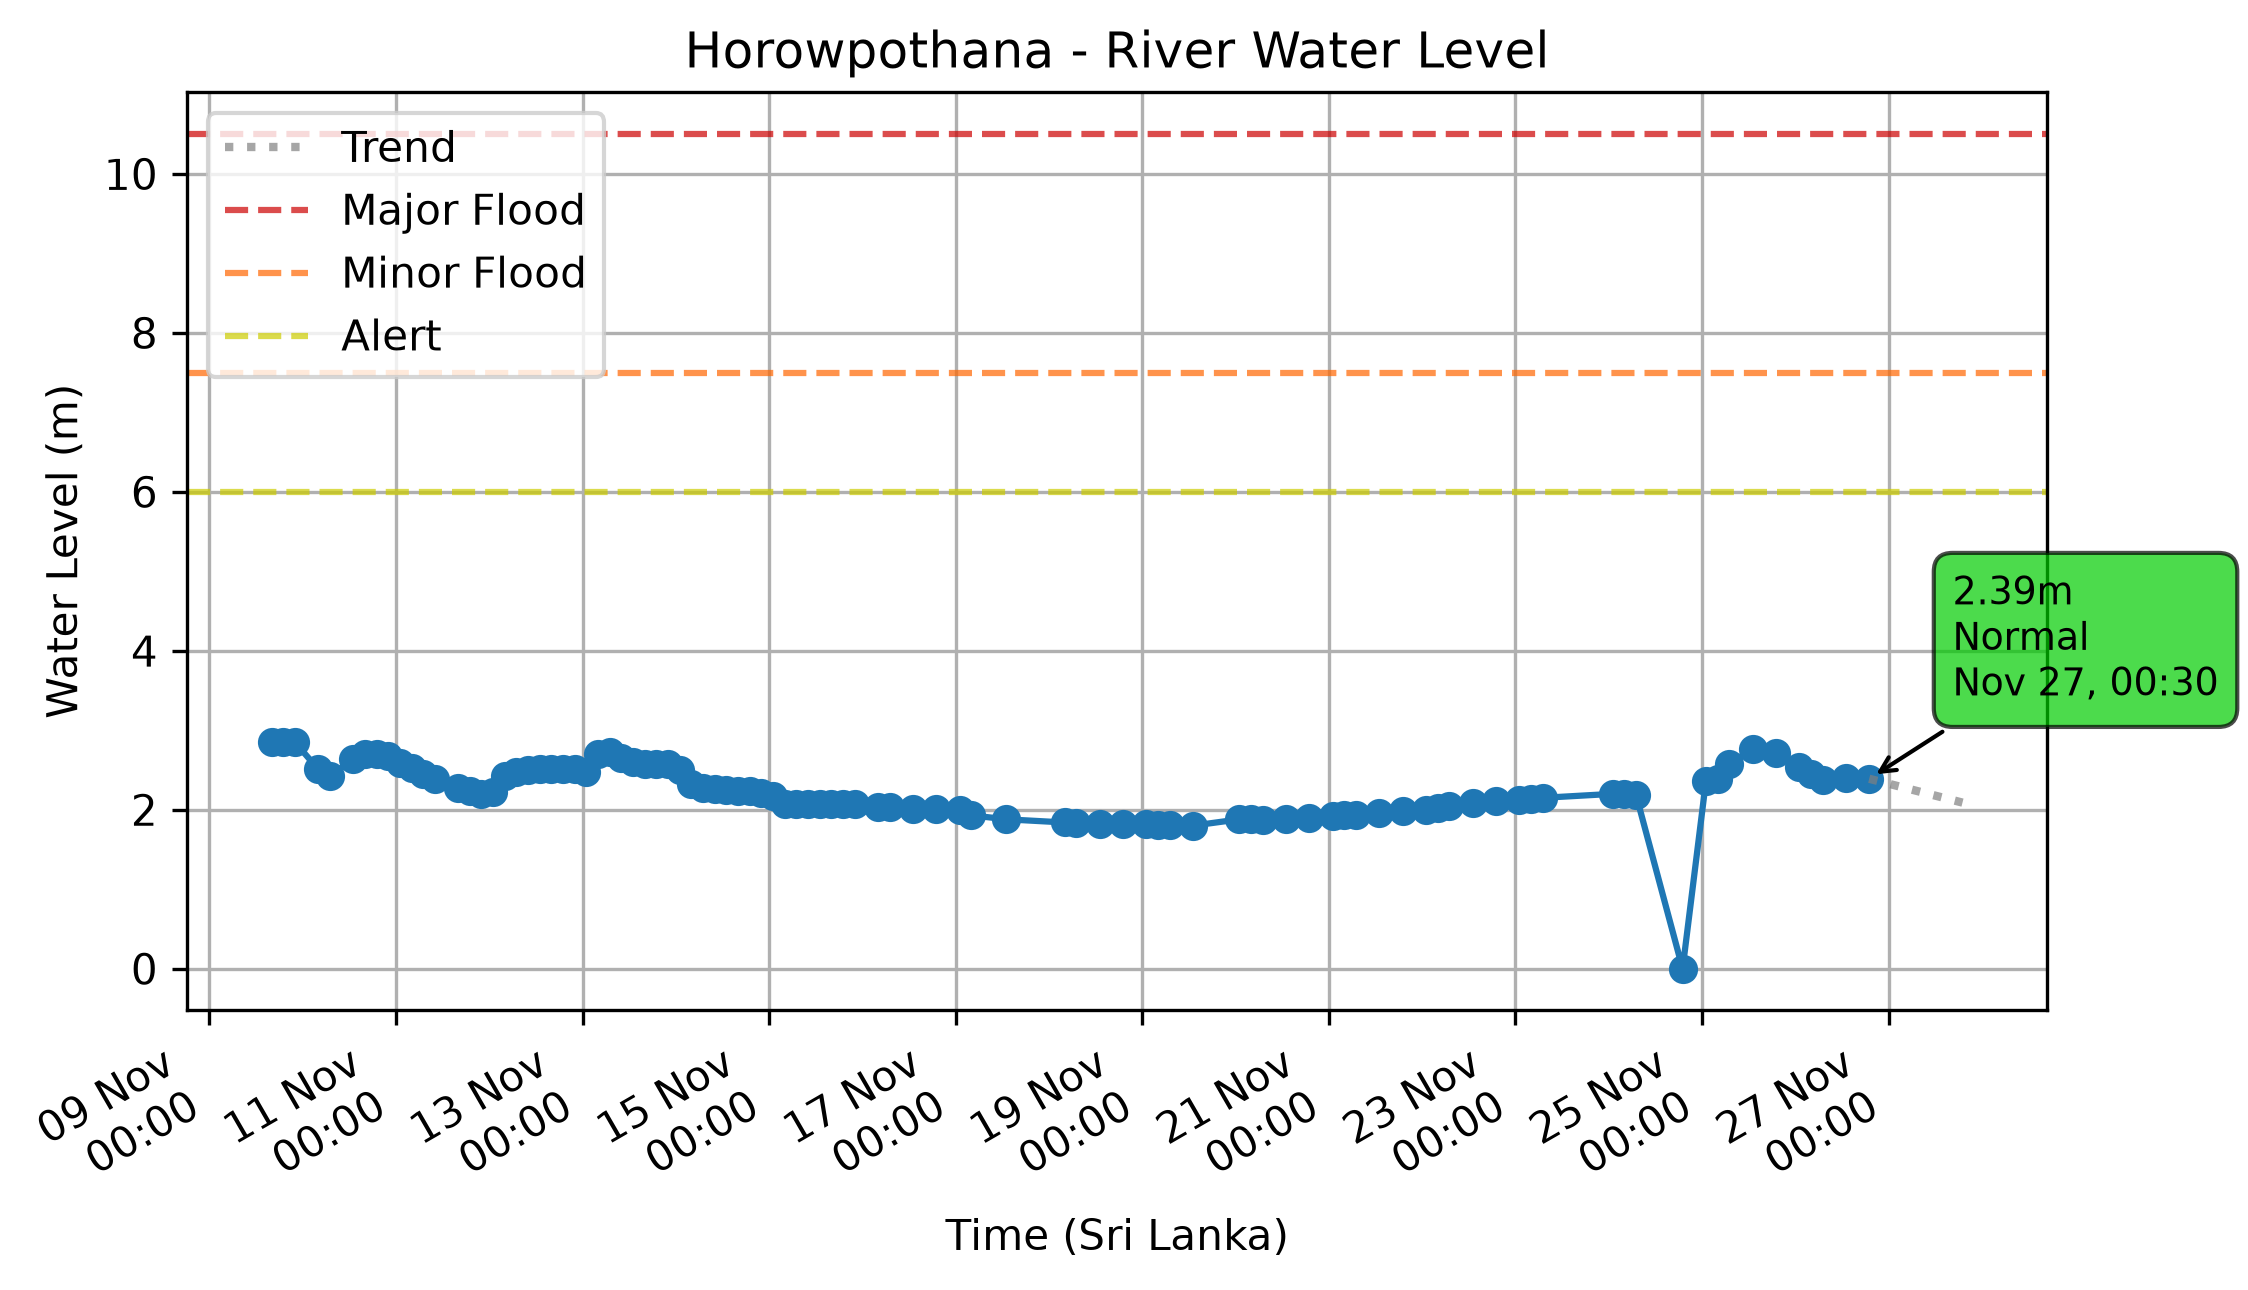 Horowpothana - River Water Level
Trend
Major Flood
Minor Flood
Alert
Water Level (m)
10
8
6
4
2
0
2.39m
Normal
Nov 27, 00:30
09 Nov
00:00
11 Nov
00:00
13 Nov
00:00
15 Nov
00:00
17 Nov
00:00
19 Nov
00:00
21 Nov
00:00
23 Nov
00:00
25 Nov
00:00
27 Nov
00:00
Time (Sri Lanka)